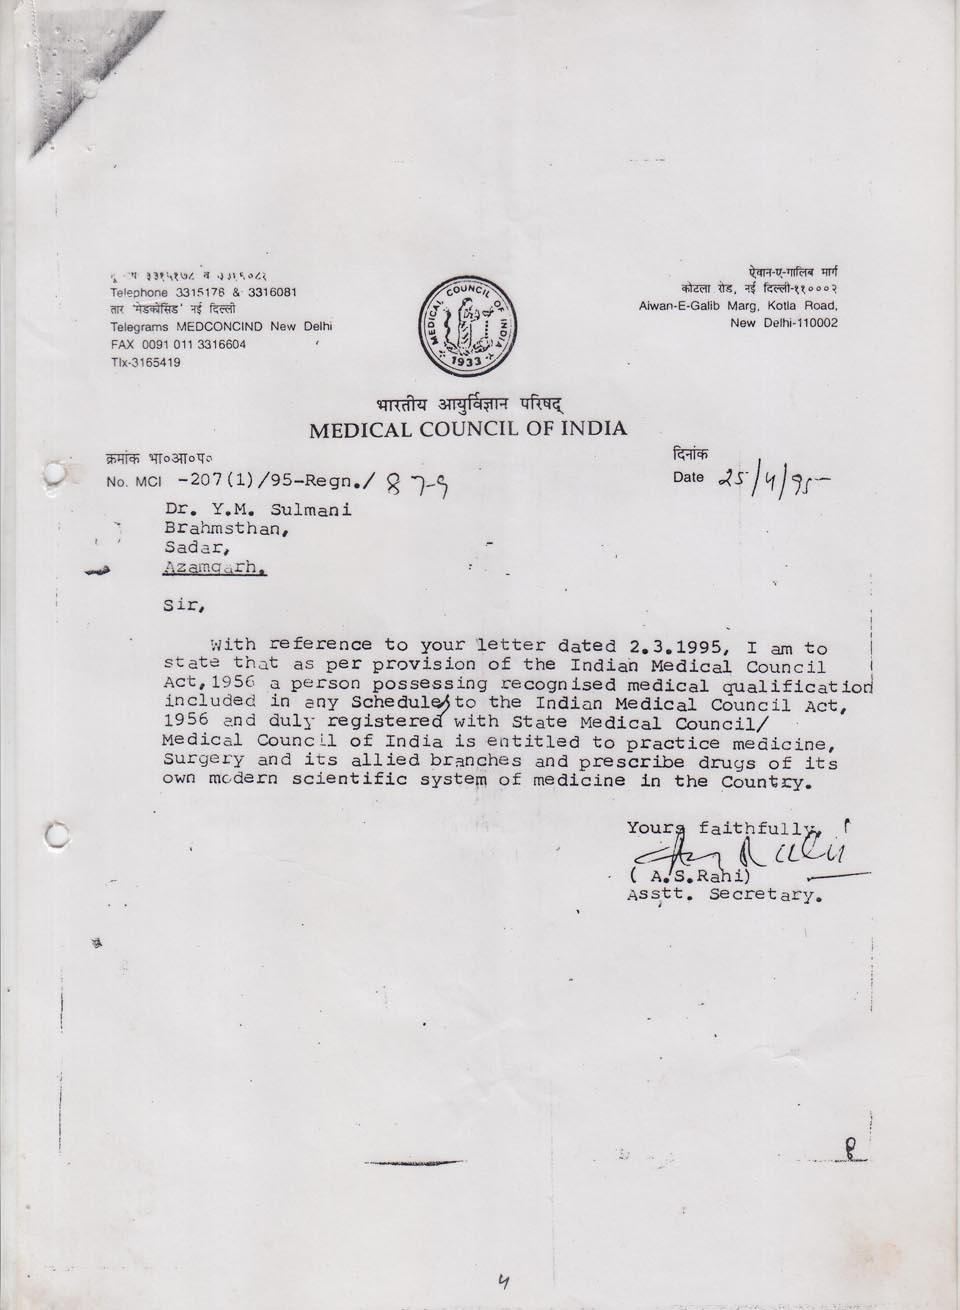 ३३१५१७८ व
Telephone 3315176 & 3316081
तार 'मेडकोंसिड' नई दिल्ली
Telegrams MEDCONCIND New Delhi
FAX 0091 011 3316604
Tlx-3165419
MEDICAL COUNCIL OF INDIA
1933
ऐवान-ए-गालिब मार्ग
कोटला रोड, नई दिल्ली-११०००२
Aiwan-E-Galib Marg, Kotla Road,
New Delhi-110002
भारतीय आयुर्विज्ञान परिषद्
MEDICAL COUNCIL OF INDIA
क्रमांक भा०आ०प०
No. MCI -207(1)/95-Regn./ 87-9
दिनांक
Date 25/4/95
Dr. Y.M. Sulmani
Brahmsthan,
Sadar,
Azamgarh.
Sir,
With reference to your letter dated 2.3.1995, I am to
state that as per provision of the Indian Medical Council
Act,1956 a person possessing recognised medical qualification
included in any Schedules to the Indian Medical Council Act,
1956 and duly registered with State Medical Council/
Medical Council of India is entitled to practice medicine,
Surgery and its allied branches and prescribe drugs of its
own modern scientific system of medicine in the Country.
Yours faithfully,
( A.S.Rahi)
Asstt. Secretary.